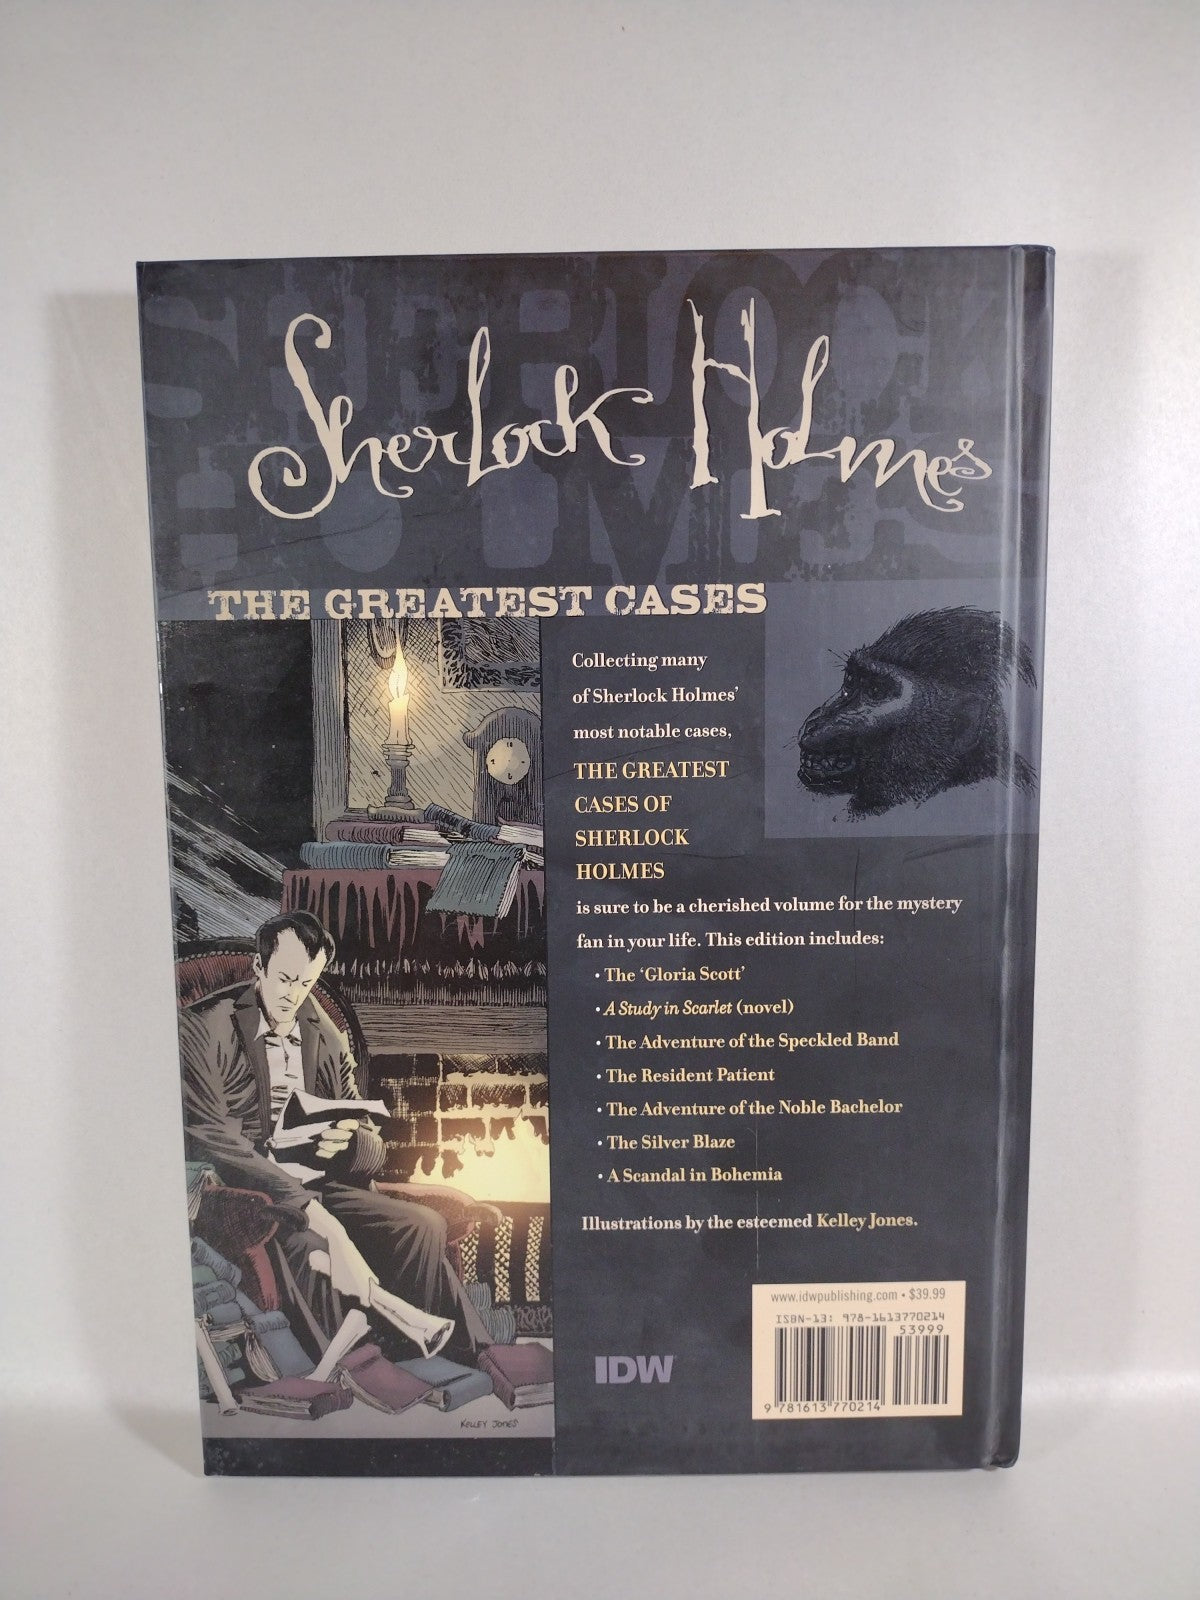 SHERLOCK
HOLMES
Sherlock Holmes
THE GREATEST CASES
Collecting many
of Sherlock Holmes'
most notable cases,
THE GREATEST
CASES OF
SHERLOCK
HOLMES
is sure to be a cherished volume for the mystery
fan in your life. This edition includes:
• The 'Gloria Scott'
• A Study in Scarlet (novel)
• The Adventure of the Speckled Band
• The Resident Patient
• The Adventure of the Noble Bachelor
• The Silver Blaze
• A Scandal in Bohemia
Illustrations by the esteemed Kelley Jones.
KELLEY JONES
IDW
www.idwpublishing.com • $39.99
ISBN-13: 978-1613770214
53999
9 781613 770214